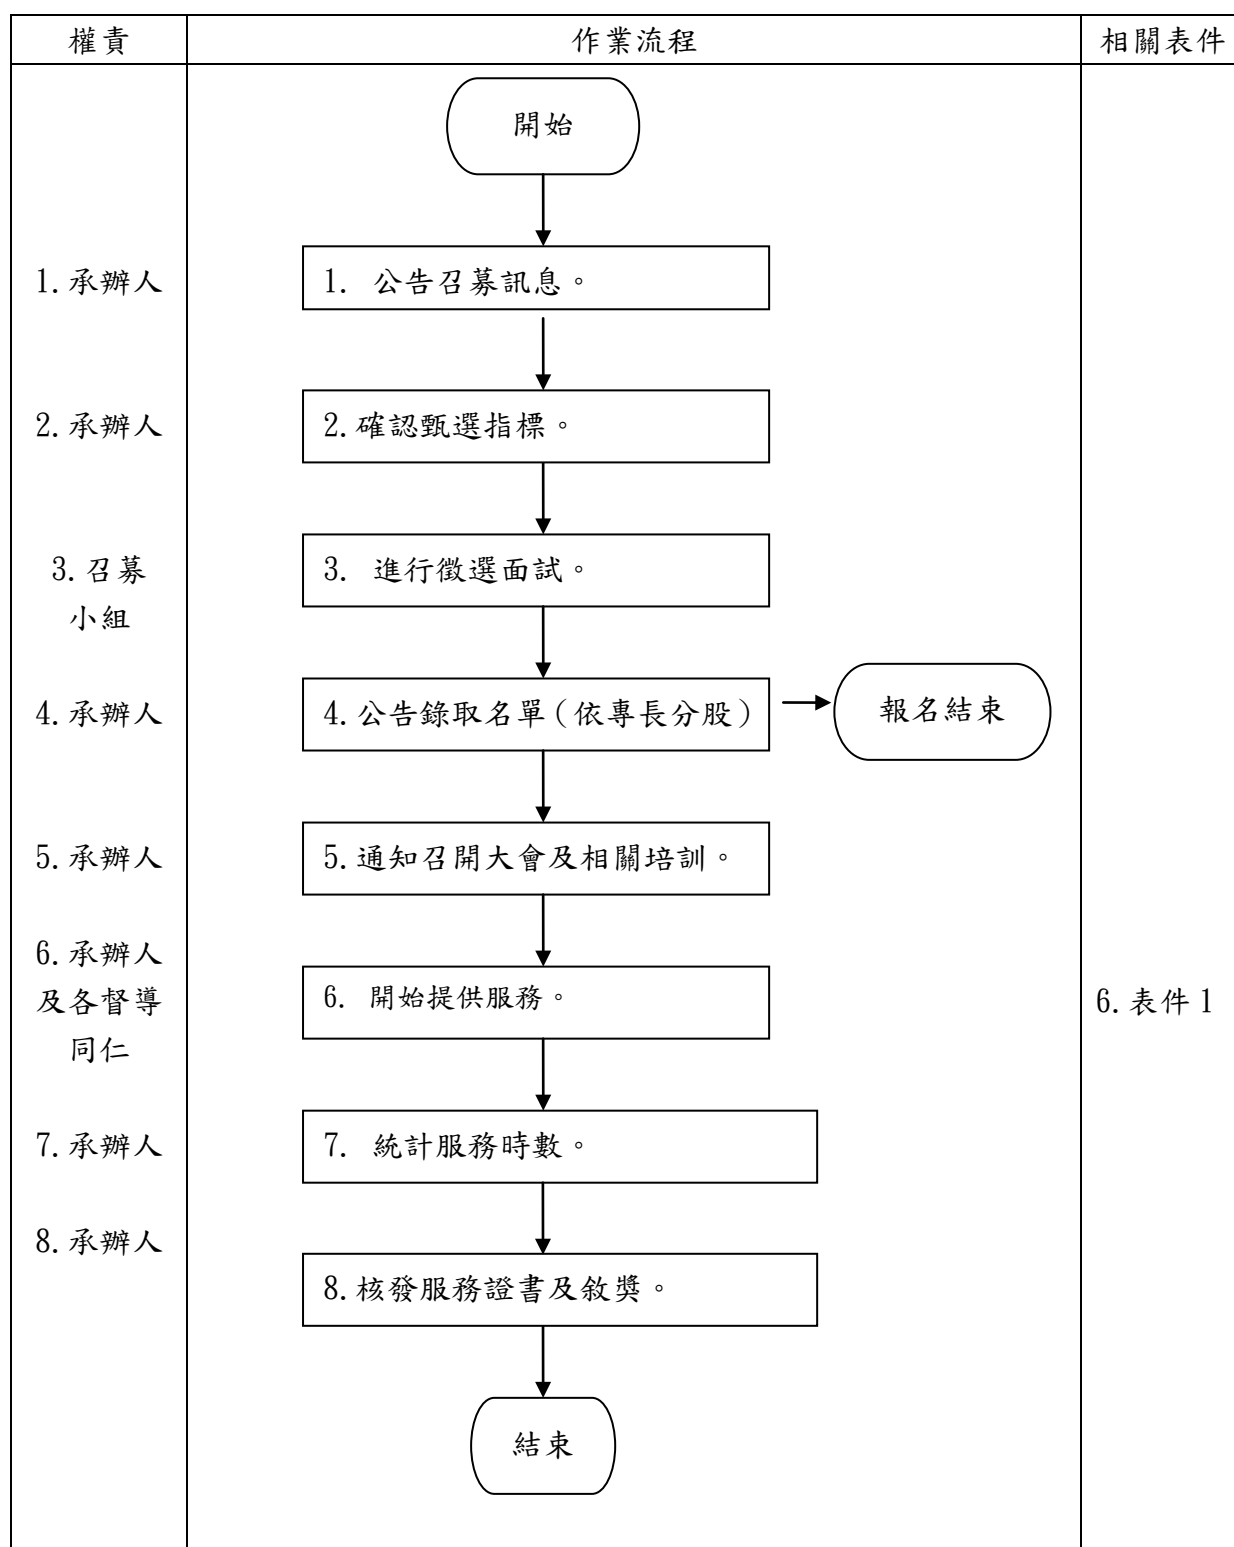 權責 作業流程 相關表件
開始
1.承辦人 1. 公告召募訊息。
2.承辦人 2.確認甄選指標。
3.召募 3. 進行徵選面試。
小組
4.承辦人 4.公告錄取名單(依專長分股) 報名結束
5.承辦人 5.通知召開大會及相關培訓。
6.承辦人
及各督導 6. 開始提供服務。 6.表件1
同仁
7.承辦人 7. 統計服務時數。
8.承辦人
8.核發服務證書及敘獎。
結束